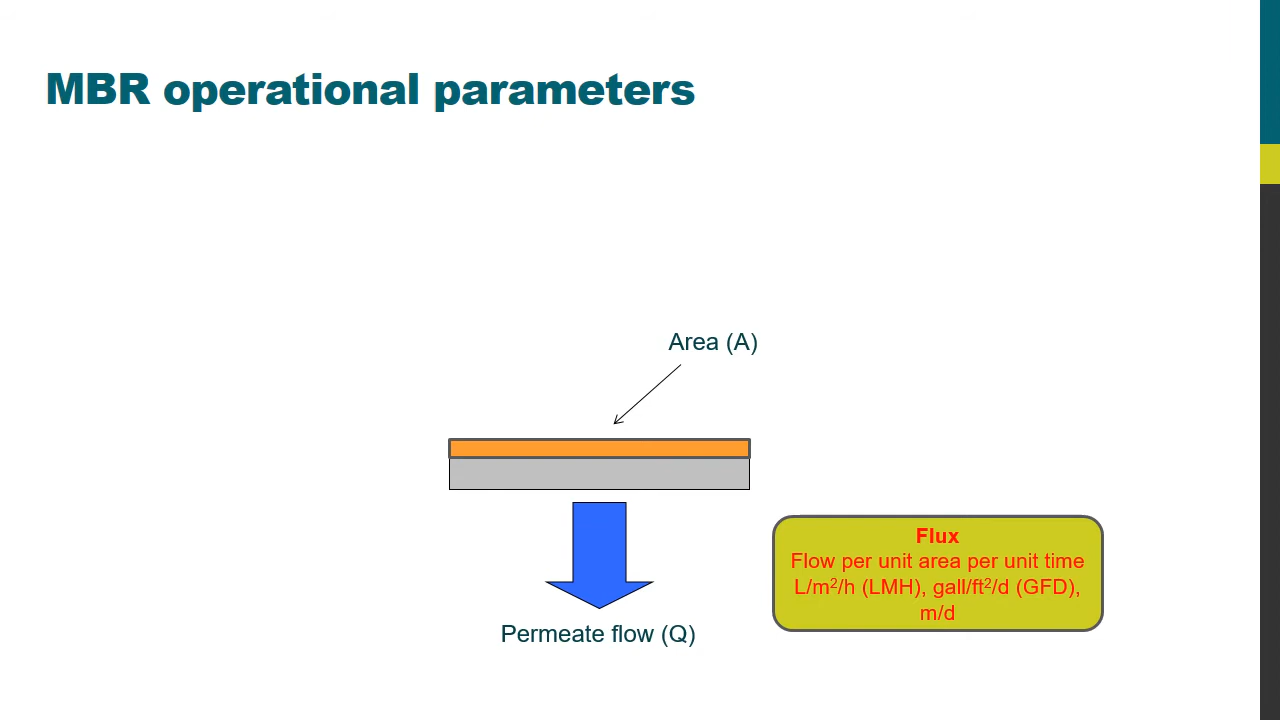 MBR operational parameters
Area (A)
Flux
Flow per unit area per unit time
L/m²/h (LMH), gall/ft²/d (GFD),
m/d
Permeate flow (Q)